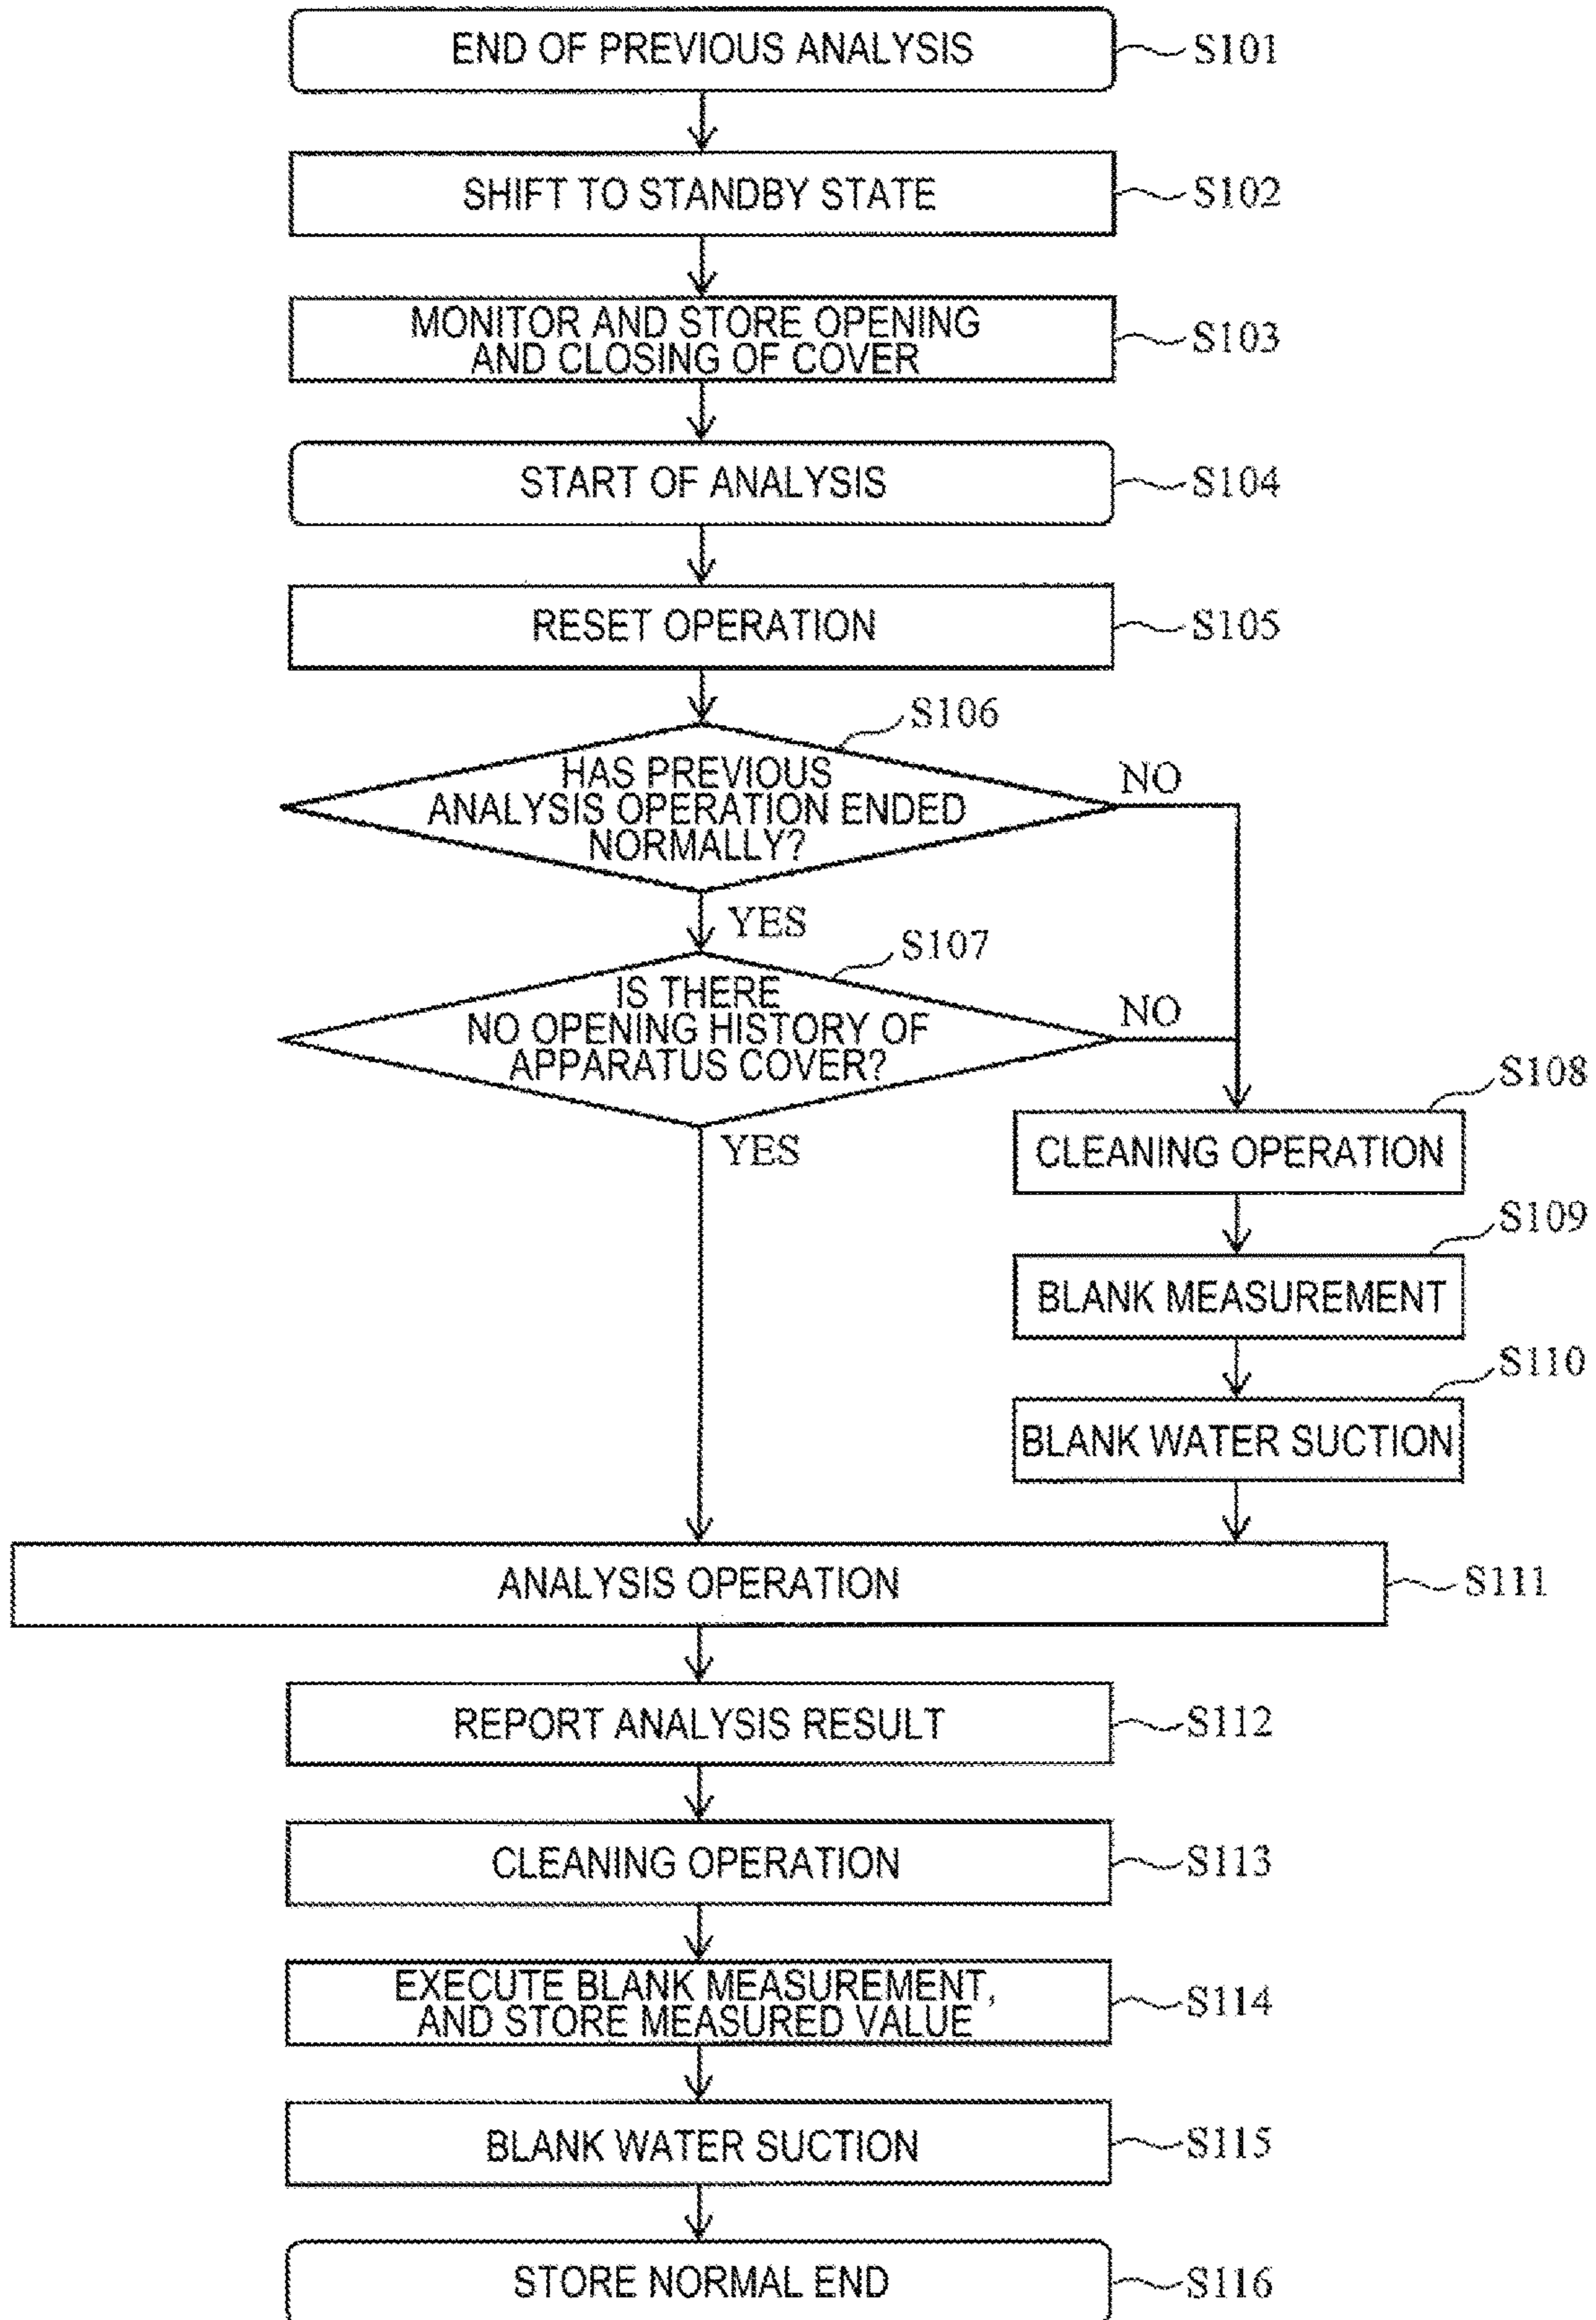 END OF PREVIOUS ANALYSIS
S101
SHIFT TO STANDBY STATE
S102
MONITOR AND STORE OPENING
AND CLOSING OF COVER
S103
START OF ANALYSIS
S104
RESET OPERATION
S105
S106
HAS PREVIOUS
ANALYSIS OPERATION ENDED
NORMALLY?
NO
YES
S107
IS THERE
NO OPENING HISTORY OF
APPARATUS COVER?
NO
YES
S108
CLEANING OPERATION
S109
BLANK MEASUREMENT
S110
BLANK WATER SUCTION
ANALYSIS OPERATION
S111
REPORT ANALYSIS RESULT
S112
CLEANING OPERATION
S113
EXECUTE BLANK MEASUREMENT,
AND STORE MEASURED VALUE
S114
BLANK WATER SUCTION
S115
STORE NORMAL END
S116